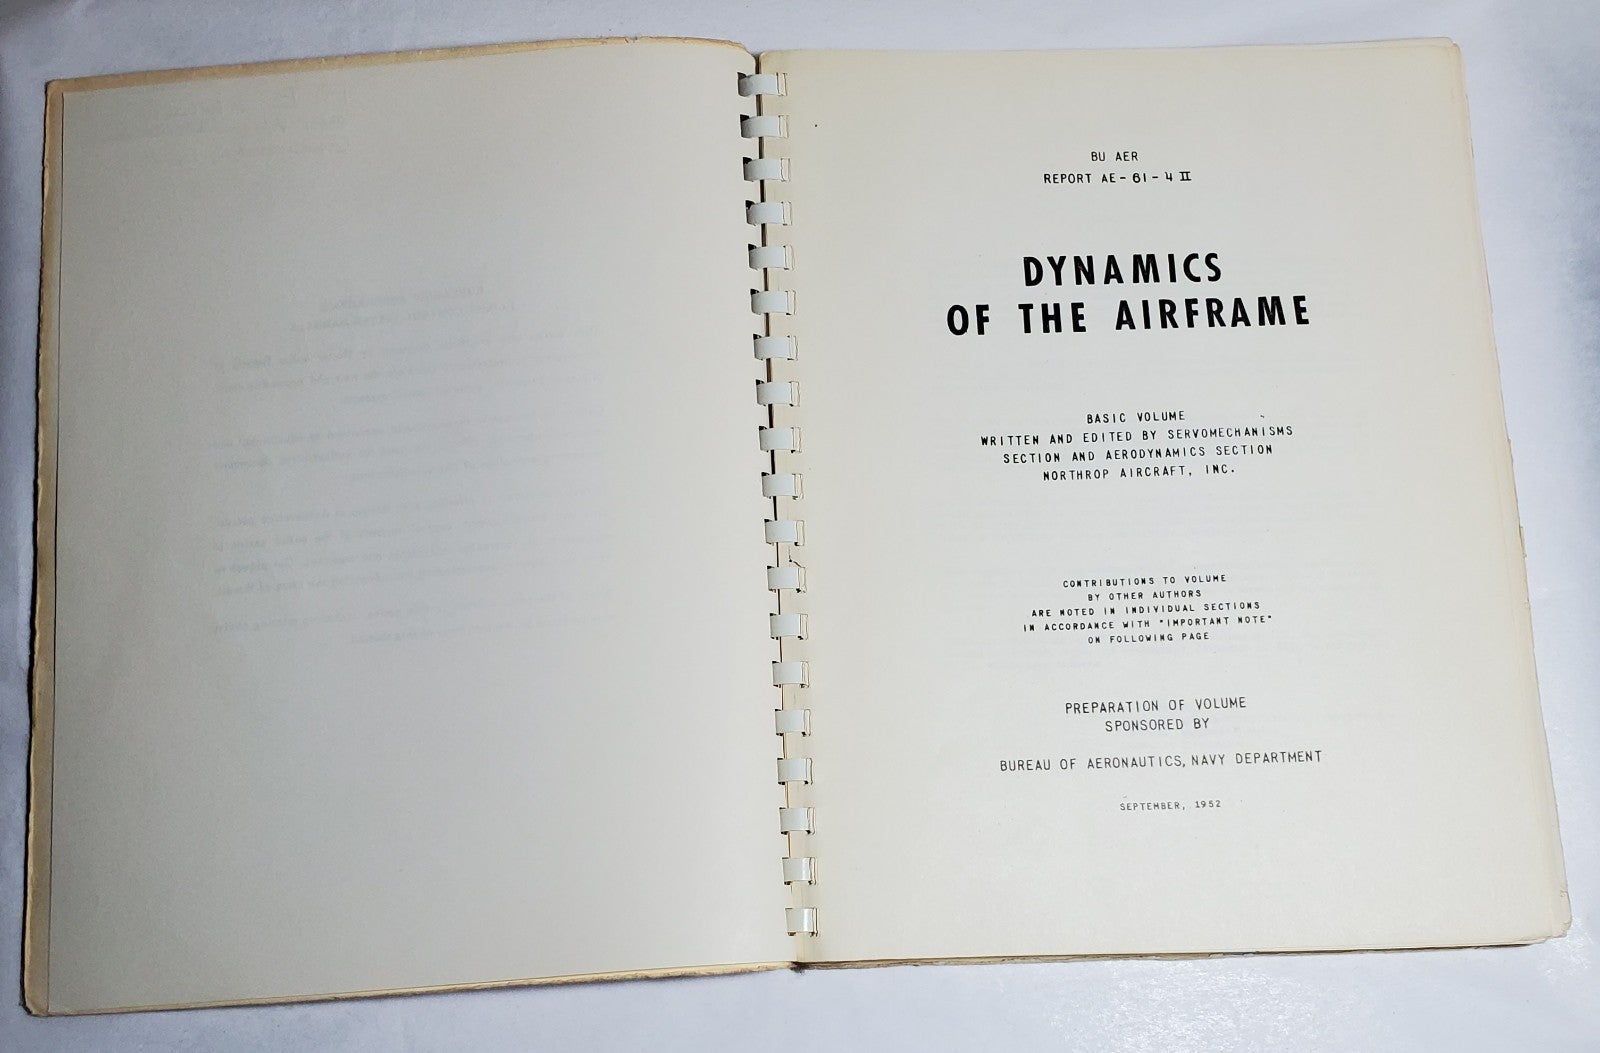 BU AER
REPORT AE-61-4 II
DYNAMICS
OF THE AIRFRAME
BASIC VOLUME
WRITTEN AND EDITED BY SERVOMECHANISMS
SECTION AND AERODYNAMICS SECTION
NORTHROP AIRCRAFT, INC.
CONTRIBUTIONS TO VOLUME
BY OTHER AUTHORS
ARE NOTED IN INDIVIDUAL SECTIONS
IN ACCORDANCE WITH "IMPORTANT NOTE"
ON FOLLOWING PAGE
PREPARATION OF VOLUME
SPONSORED BY
BUREAU OF AERONAUTICS, NAVY DEPARTMENT
SEPTEMBER, 1952